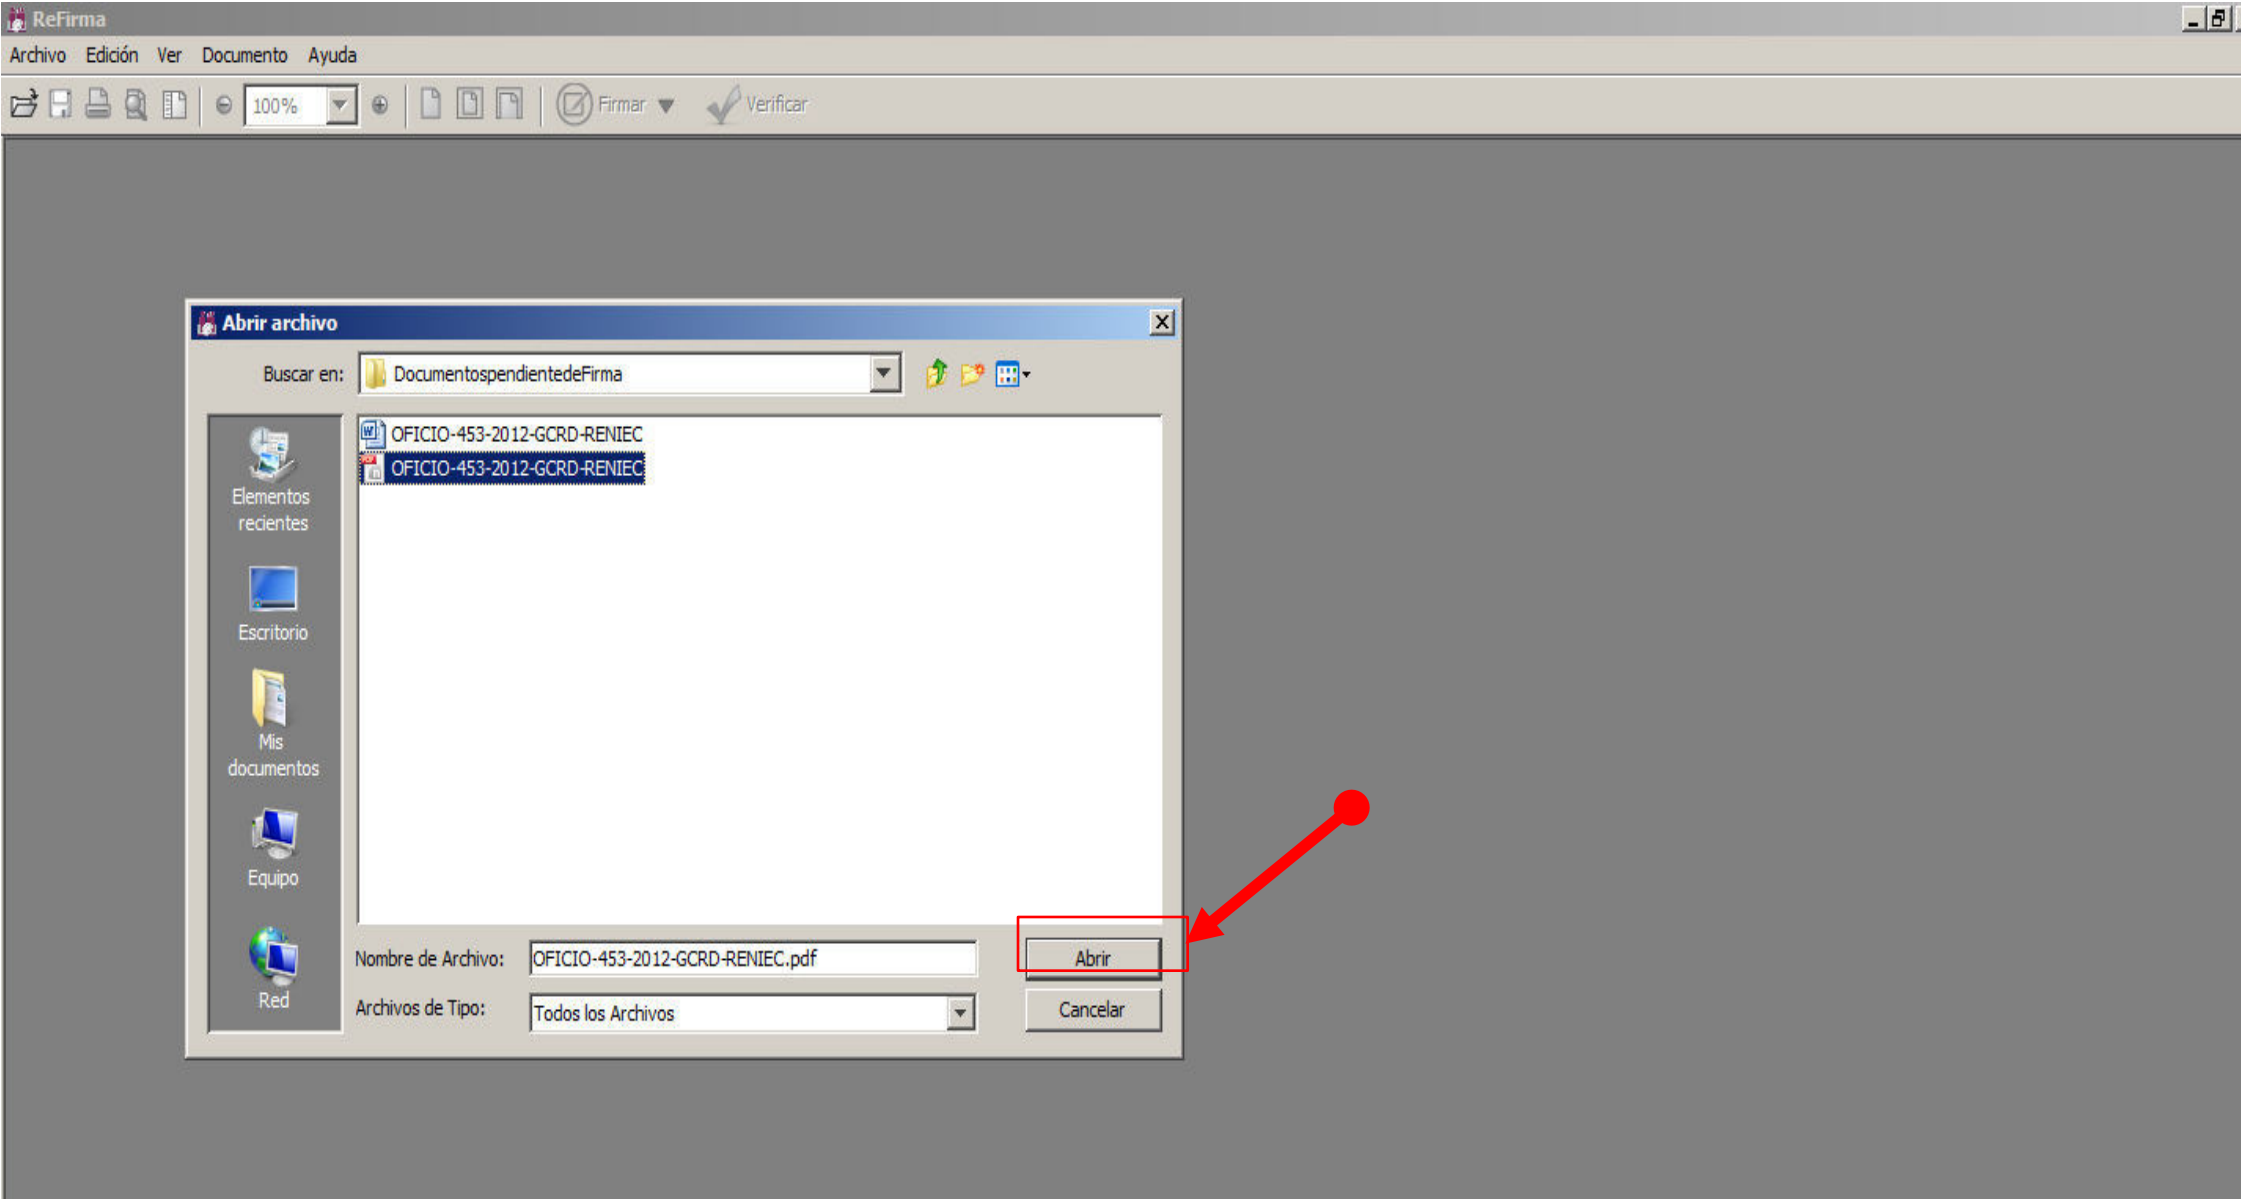 ReFirma
Archivo Edición Ver Documento Ayuda
100% Firmar Verificar
Abrir archivo
Buscar en: DocumentospendientedeFirma
OFICIO-453-2012-GCRD-RENIEC
OFICIO-453-2012-GCRD-RENIEC
Elementos
recientes
Escritorio
Mis
documentos
Equipo
Red
Nombre de Archivo: OFICIO-453-2012-GCRD-RENIEC.pdf Abrir
Archivos de Tipo: Todos los Archivos Cancelar